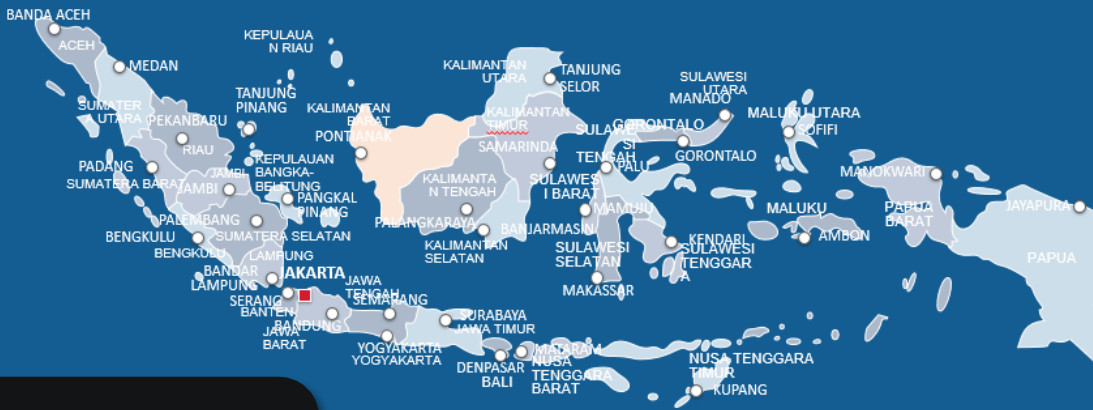 BANDA ACEH
ACEH
MEDAN
SUMATER
A UTARA
KEPULAUA
N RIAU
TANJUNG
PINANG
PEKANBARU
RIAU
PADANG
SUMATERA BARAT
JAMBI
JAMBI
KEPULAUAN
BANGKA-
BELITUNG
PANGKAL
PINANG
PALEMBANG
SUMATERA SELATAN
BENGKULU
BENGKULU
LAMPUNG
BANDAR
LAMPUNG
JAKARTA
SERANG
BANTEN
BANDUNG
JAWA
BARAT
JAWA
TENGAH
SEMARANG
YOGYAKARTA
YOGYAKARTA
SURABAYA
JAWA TIMUR
DENPASAR
BALI
MATARAM
NUSA
TENGGARA
BARAT
NUSA TENGGARA
TIMUR
KUPANG
KALIMANTAN
BARAT
PONTIANAK
KALIMANTAN
UTARA
TANJUNG
SELOR
KALIMANTAN
TIMUR
SAMARINDA
KALIMANTA
N TENGAH
PALANGKARAYA
BANJARMASIN
KALIMANTAN
SELATAN
SULAWESI
UTARA
MANADO
GORONTALO
GORONTALO
SULAWE
SI
TENGAH
PALU
SULAWES
I BARAT
MAMUJU
SULAWESI
SELATAN
MAKASSAR
KENDARI
SULAWESI
TENGGAR
A
MALUKU UTARA
SOFIFI
MALUKU
AMBON
MANOKWARI
PAPUA
BARAT
JAYAPURA
PAPUA